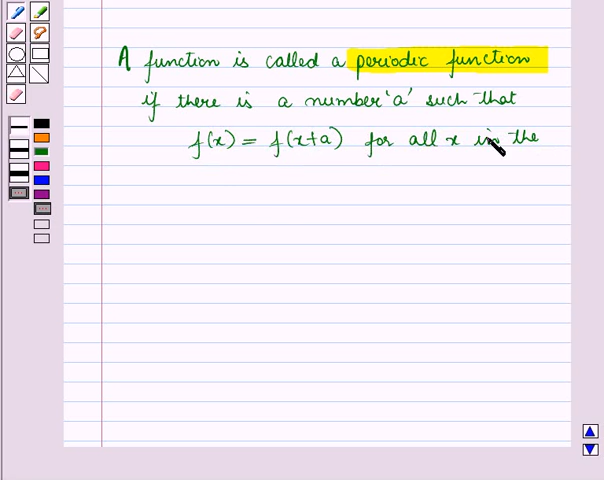 A function is called a periodic function
if there is a number 'a' such that
f(x) = f(x+a) for all x in the